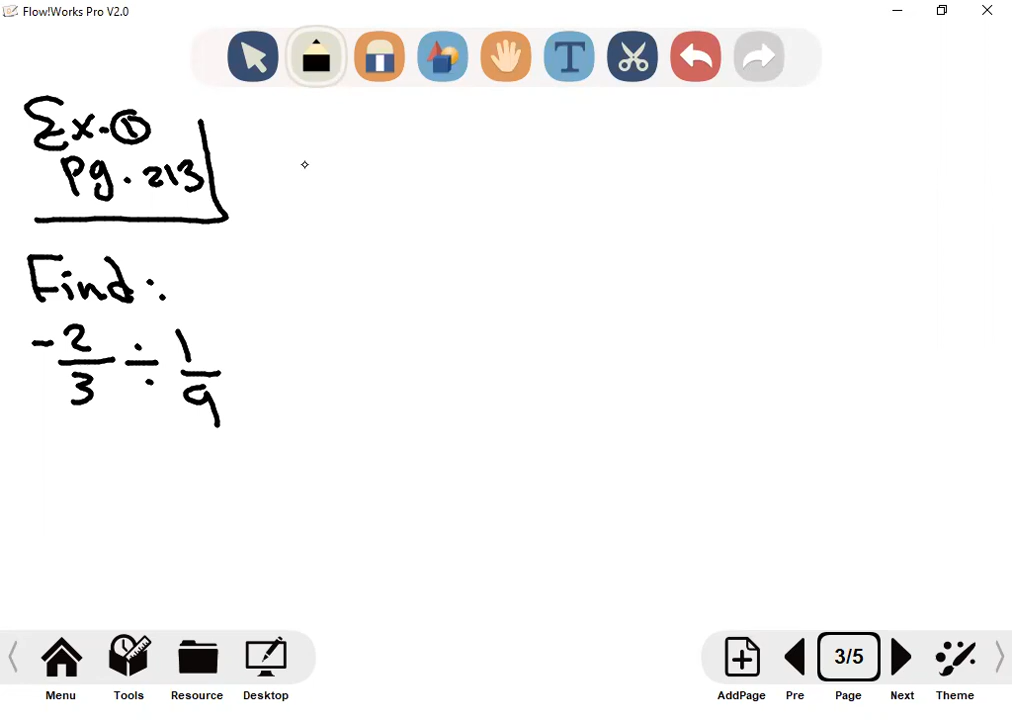 Flow!Works Pro V2.0
T
Ex. ①
pg. 213
Find:
-2/3 ÷ 1/9
Menu Tools Resource Desktop
3/5
AddPage Pre Page Next Theme